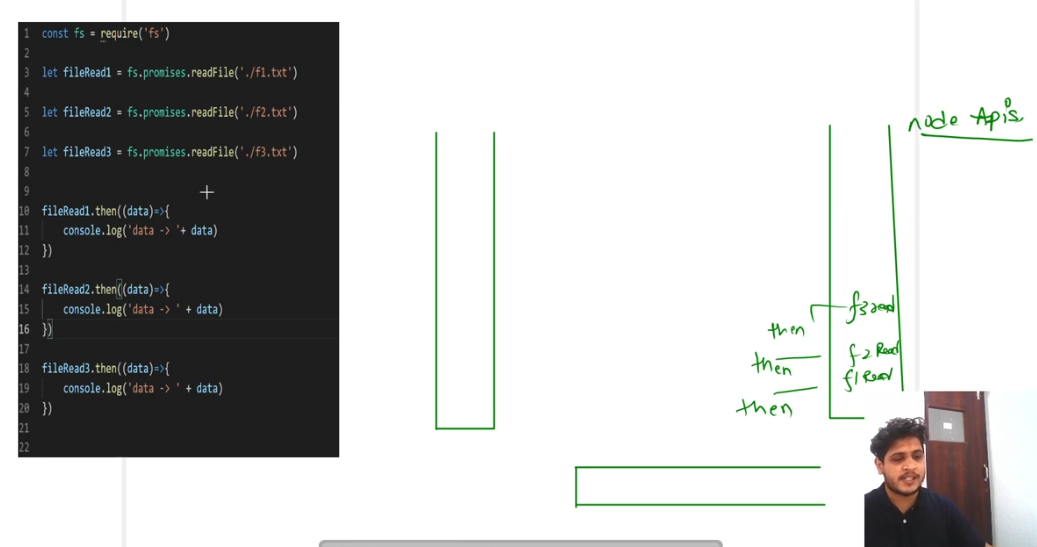 1 const fs = require('fs')
2
3 let fileRead1 = fs.promises.readFile('./f1.txt')
4
5 let fileRead2 = fs.promises.readFile('./f2.txt')
6
7 let fileRead3 = fs.promises.readFile('./f3.txt')
8
9
10 fileRead1.then((data)=>{
11 console.log('data -> '+ data)
12 })
13
14 fileRead2.then((data)=>{
15 console.log('data -> ' + data)
16 })
17
18 fileRead3.then((data)=>{
19 console.log('data -> ' + data)
20 })
21
22
node Apis
then f3 read
then f2 Read
then f1 Read